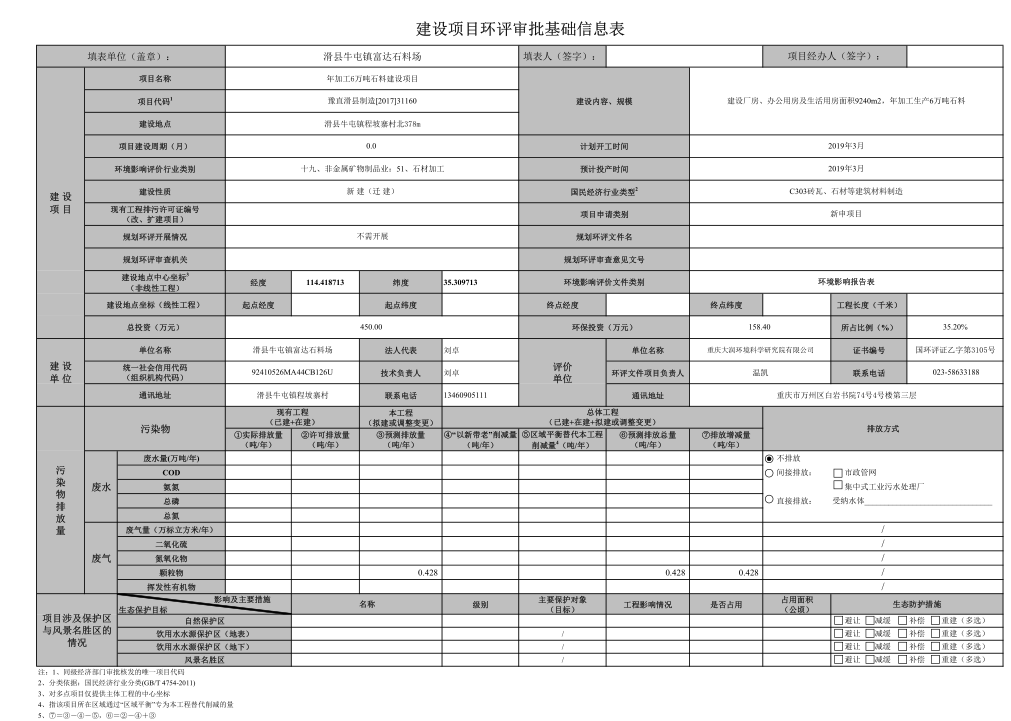 建设项目环评审批基础信息表
填表单位（盖章）： 滑县牛屯镇富达石料场 填表人（签字）： 项目经办人（签字）：
建 设
项 目
项目名称 年加工6万吨石料建设项目
项目代码1 豫直滑县制造[2017]31160
建设内容、规模 建设厂房、办公用房及生活用房面积9240m2，年加工生产6万吨石料
建设地点 滑县牛屯镇程坡寨村北378m
项目建设周期（月） 0.0 计划开工时间 2019年3月
环境影响评价行业类别 十九、非金属矿物制品业；51、石材加工 预计投产时间 2019年3月
建设性质 新 建（迁 建） 国民经济行业类型2 C303砖瓦、石材等建筑材料制造
现有工程排污许可证编号
（改、扩建项目）
项目申请类别 新申项目
规划环评开展情况 不需开展 规划环评文件名
规划环评审查机关 规划环评审查意见文号
建设地点中心坐标3
（非线性工程）
经度 114.418713 纬度 35.309713 环境影响评价文件类别 环境影响报告表
建设地点坐标（线性工程） 起点经度 起点纬度 终点经度 终点纬度 工程长度（千米）
总投资（万元） 450.00 环保投资（万元） 158.40 所占比例（%） 35.20%
建 设
单 位
单位名称 滑县牛屯镇富达石料场 法人代表 刘卓
评价
单位
单位名称 重庆大润环境科学研究院有限公司 证书编号 国环评证乙字第3105号
统一社会信用代码
（组织机构代码）
92410526MA44CB126U 技术负责人 刘卓 环评文件项目负责人 温凯 联系电话 023-58633188
通讯地址 滑县牛屯镇程坡寨村 联系电话 13460905111 通讯地址 重庆市万州区白岩书院74号4号楼第三层
污
染
物
排
放
量
污染物
现有工程
（已建+在建）
本工程
（拟建或调整变更）
总体工程
（已建+在建+拟建或调整变更）
排放方式
①实际排放量
（吨/年）
②许可排放量
（吨/年）
③预测排放量
（吨/年）
④“以新带老”削减量
（吨/年）
⑤区域平衡替代本工程
削减量4（吨/年）
⑥预测排放总量
（吨/年）
⑦排放增减量
（吨/年）
废水
废水量(万吨/年) 不排放
COD 间接排放： 市政管网
氨氮 集中式工业污水处理厂
总磷 直接排放： 受纳水体
总氮
废气
废气量（万标立方米/年） /
二氧化硫 /
氮氧化物 /
颗粒物 0.428 0.428 0.428 /
挥发性有机物 /
项目涉及保护区
与风景名胜区的
情况
影响及主要措施
生态保护目标
名称 级别
主要保护对象
（目标）
工程影响情况 是否占用
占用面积
（公顷）
生态防护措施
自然保护区 避让 减缓 补偿 重建（多选）
饮用水水源保护区（地表） / 避让 减缓 补偿 重建（多选）
饮用水水源保护区（地下） / 避让 减缓 补偿 重建（多选）
风景名胜区 / 避让 减缓 补偿 重建（多选）
注：1、同级经济部门审批核发的唯一项目代码
2、分类依据：国民经济行业分类(GB/T 4754-2011)
3、对多点项目仅提供主体工程的中心坐标
4、指该项目所在区域通过“区域平衡”专为本工程替代削减的量
5、⑦=③－④－⑤，⑥=②－④＋③